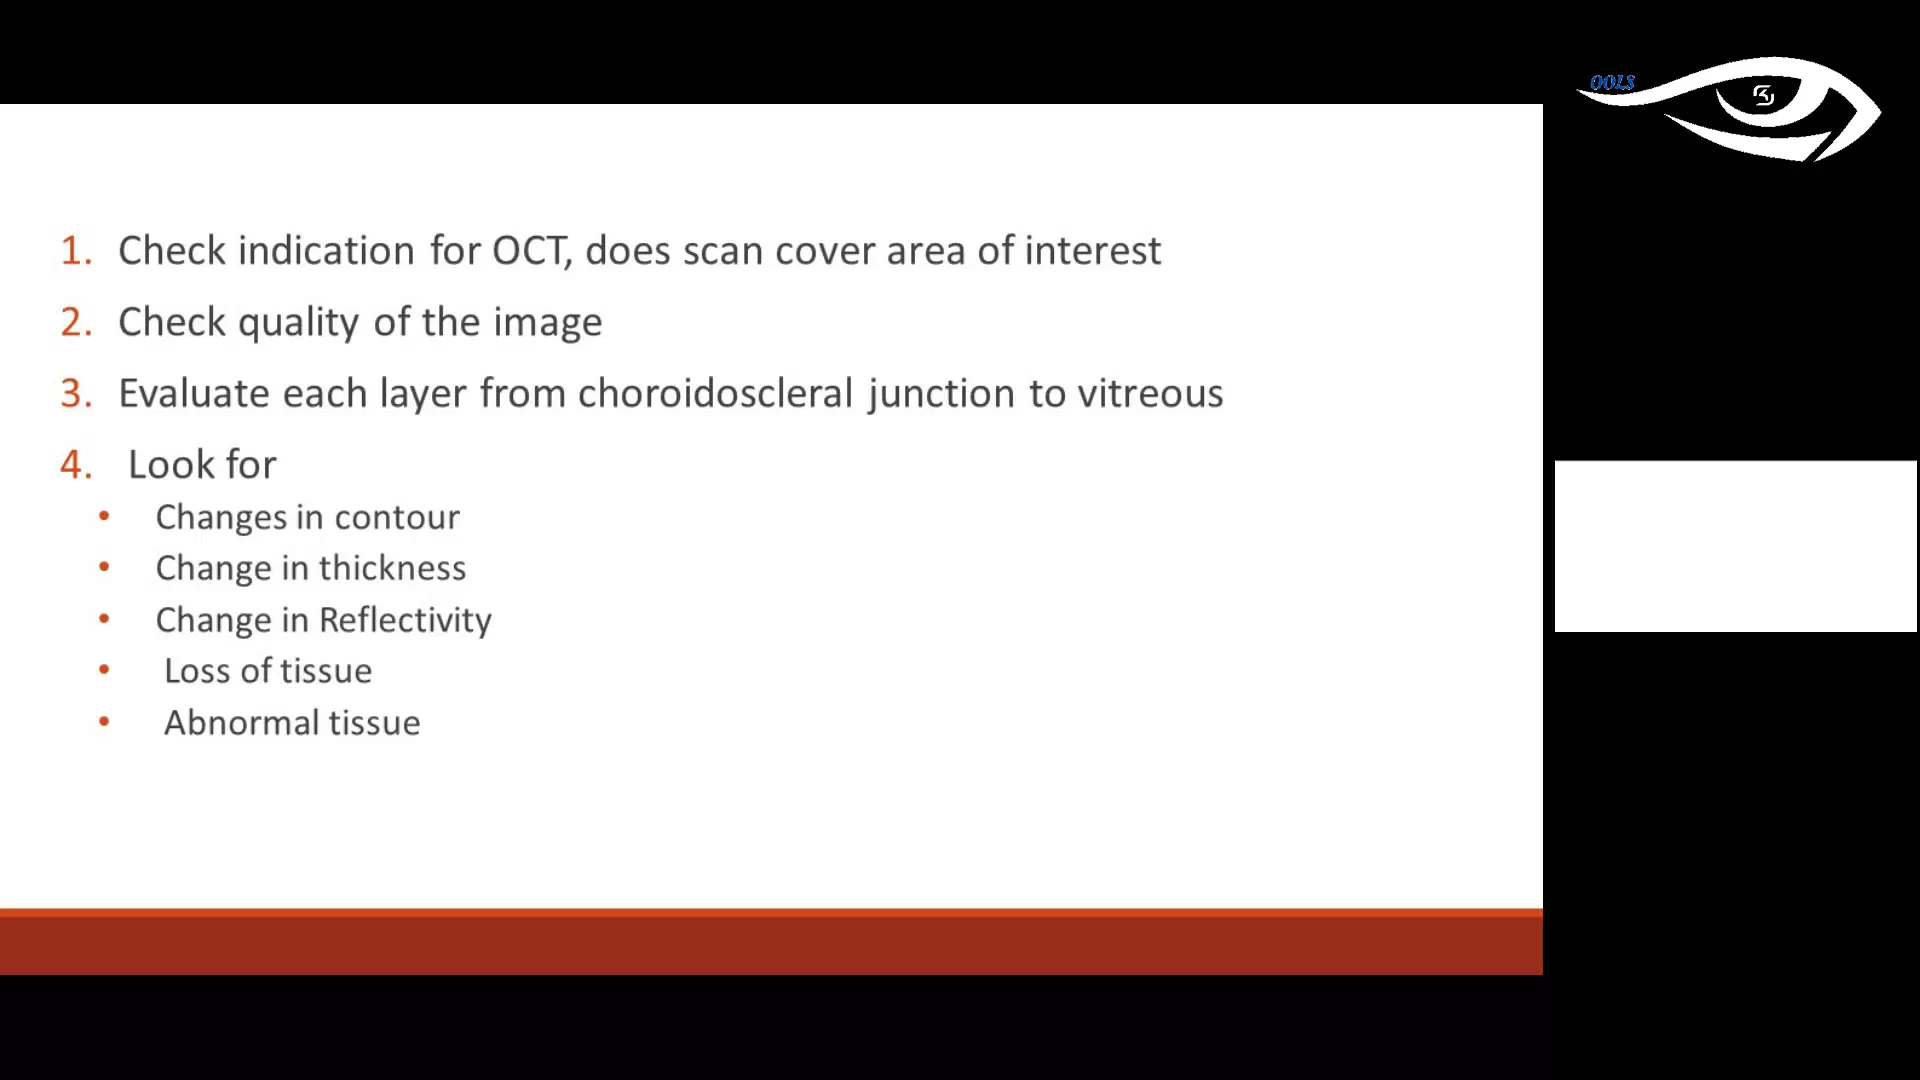 OOLS
1. Check indication for OCT, does scan cover area of interest
2. Check quality of the image
3. Evaluate each layer from choroidoscleral junction to vitreous
4. Look for
• Changes in contour
• Change in thickness
• Change in Reflectivity
• Loss of tissue
• Abnormal tissue